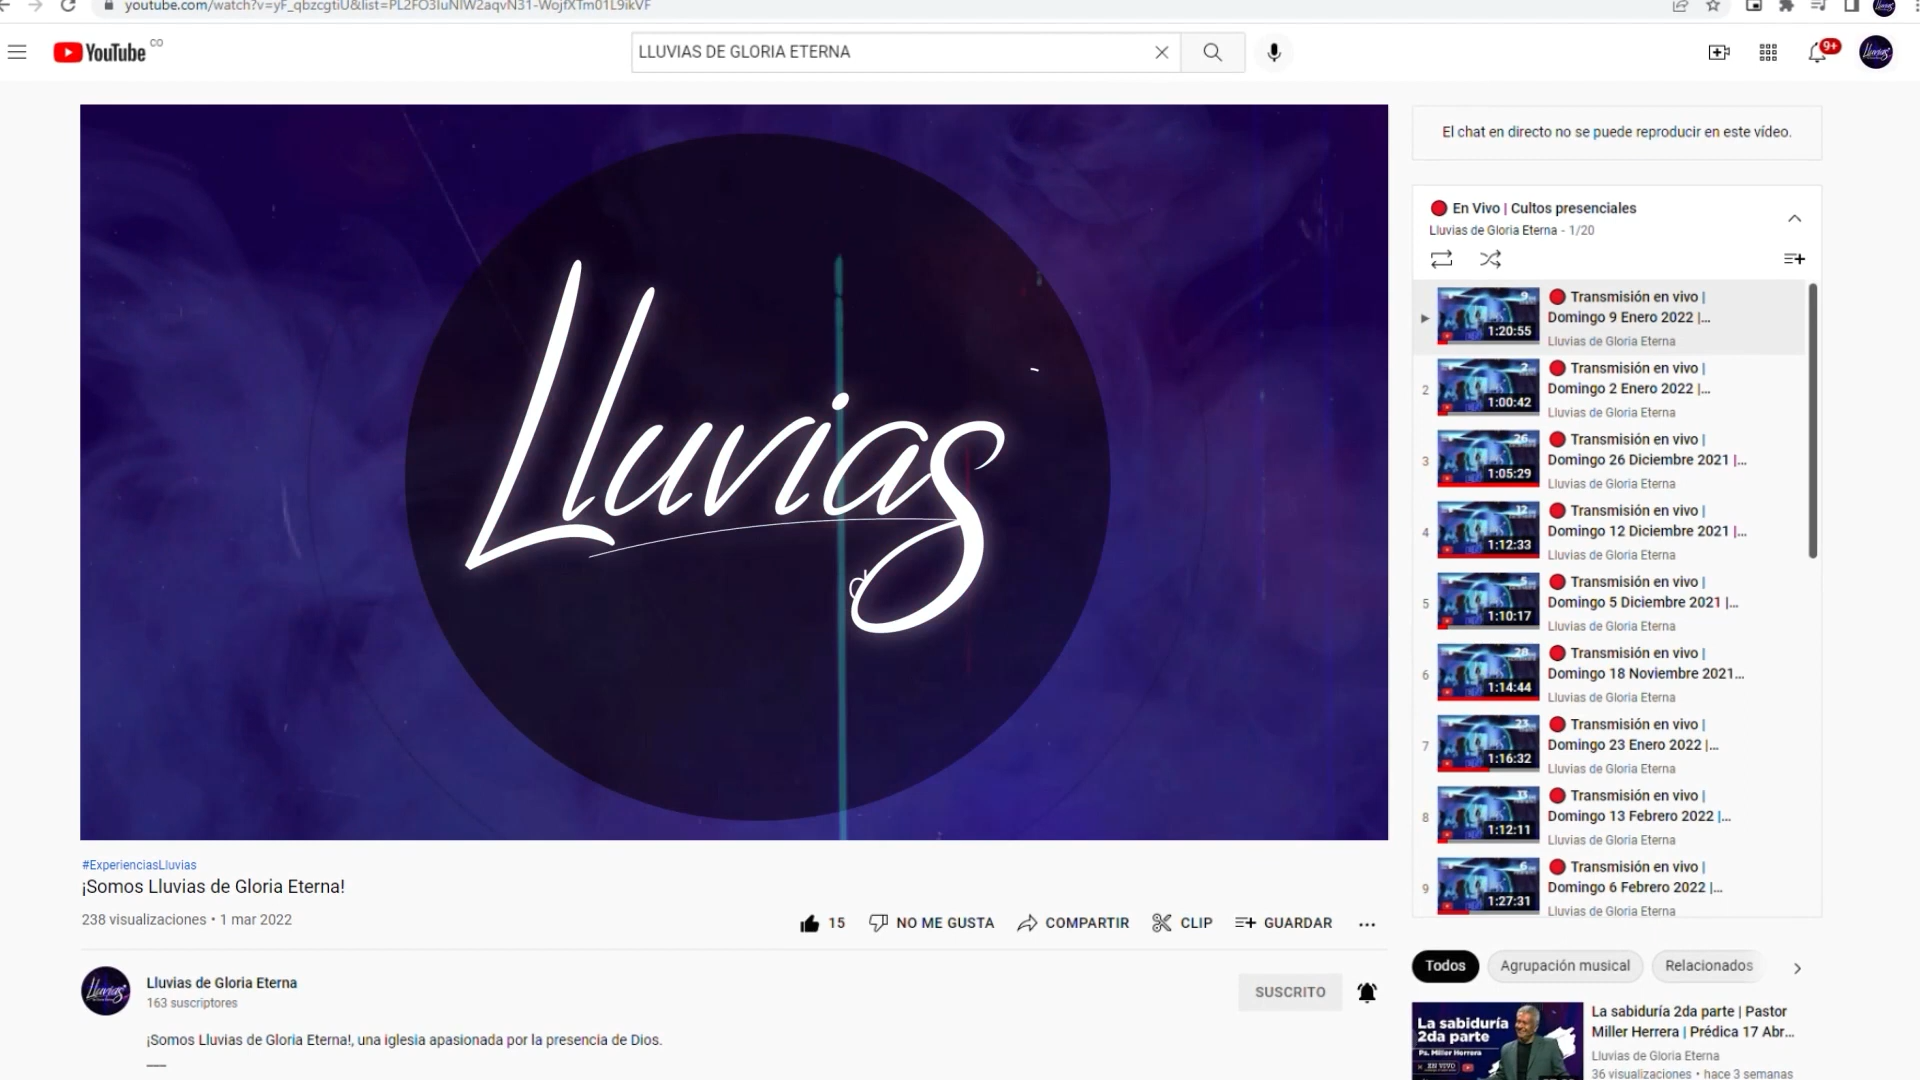 youtube.com/watch?v=yF_qbzcgtiU&list=PL2FO3IuNIW2aqvN31-WojfXTm01L9ikVF
YouTube CO
LLUVIAS DE GLORIA ETERNA
9+
Lluvias
El chat en directo no se puede reproducir en este vídeo.
En Vivo | Cultos presenciales
Lluvias de Gloria Eterna - 1/20
1:20:55
Transmisión en vivo |
Domingo 9 Enero 2022 |...
Lluvias de Gloria Eterna
2
1:00:42
Transmisión en vivo |
Domingo 2 Enero 2022 |...
Lluvias de Gloria Eterna
3
1:05:29
Transmisión en vivo |
Domingo 26 Diciembre 2021 |...
Lluvias de Gloria Eterna
4
1:12:33
Transmisión en vivo |
Domingo 12 Diciembre 2021 |...
Lluvias de Gloria Eterna
5
1:10:17
Transmisión en vivo |
Domingo 5 Diciembre 2021 |...
Lluvias de Gloria Eterna
6
1:14:44
Transmisión en vivo |
Domingo 18 Noviembre 2021...
Lluvias de Gloria Eterna
7
1:16:32
Transmisión en vivo |
Domingo 23 Enero 2022 |...
Lluvias de Gloria Eterna
8
1:12:11
Transmisión en vivo |
Domingo 13 Febrero 2022 |...
Lluvias de Gloria Eterna
9
1:27:31
Transmisión en vivo |
Domingo 6 Febrero 2022 |...
Lluvias de Gloria Eterna
#ExperienciasLluvias
¡Somos Lluvias de Gloria Eterna!
238 visualizaciones • 1 mar 2022
15 NO ME GUSTA COMPARTIR CLIP GUARDAR ...
Lluvias de Gloria Eterna
163 suscriptores
SUSCRITO
¡Somos Lluvias de Gloria Eterna!, una iglesia apasionada por la presencia de Dios.
Todos Agrupación musical Relacionados
La sabiduría
2da parte
Ps. Miller Herrera
EN VIVO
La sabiduría 2da parte | Pastor
Miller Herrera | Prédica 17 Abr...
Lluvias de Gloria Eterna
36 visualizaciones • hace 3 semanas